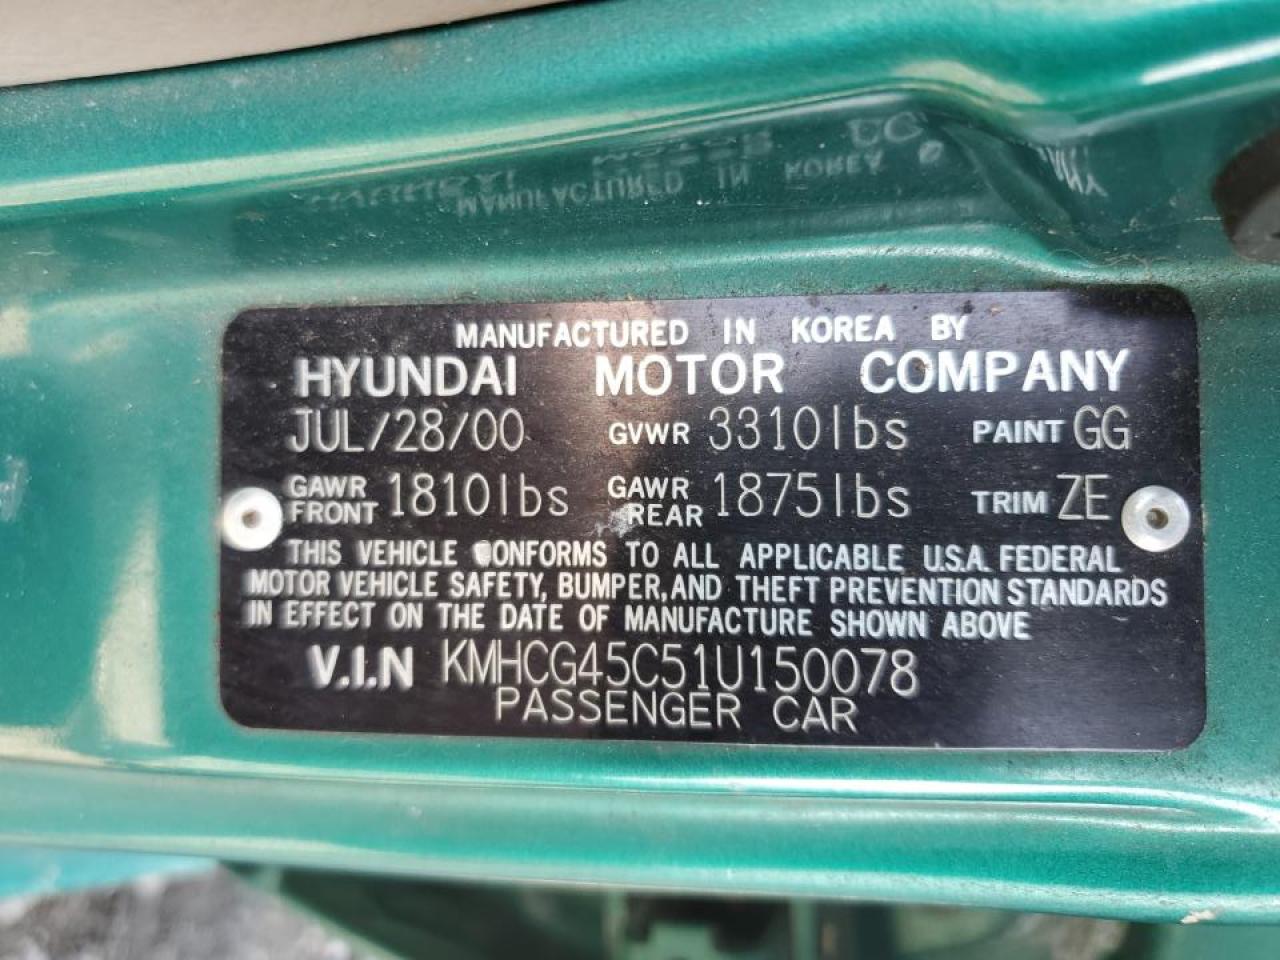 MANUFACTURED IN KOREA BY
HYUNDAI MOTOR COMPANY
JUL/28/00 GVWR 3310lbs PAINT GG
GAWR FRONT 1810lbs GAWR REAR 1875lbs TRIM ZE
THIS VEHICLE CONFORMS TO ALL APPLICABLE U.S.A. FEDERAL
MOTOR VEHICLE SAFETY, BUMPER, AND THEFT PREVENTION STANDARDS
IN EFFECT ON THE DATE OF MANUFACTURE SHOWN ABOVE
V.I.N KMHCG45C51U150078
PASSENGER CAR